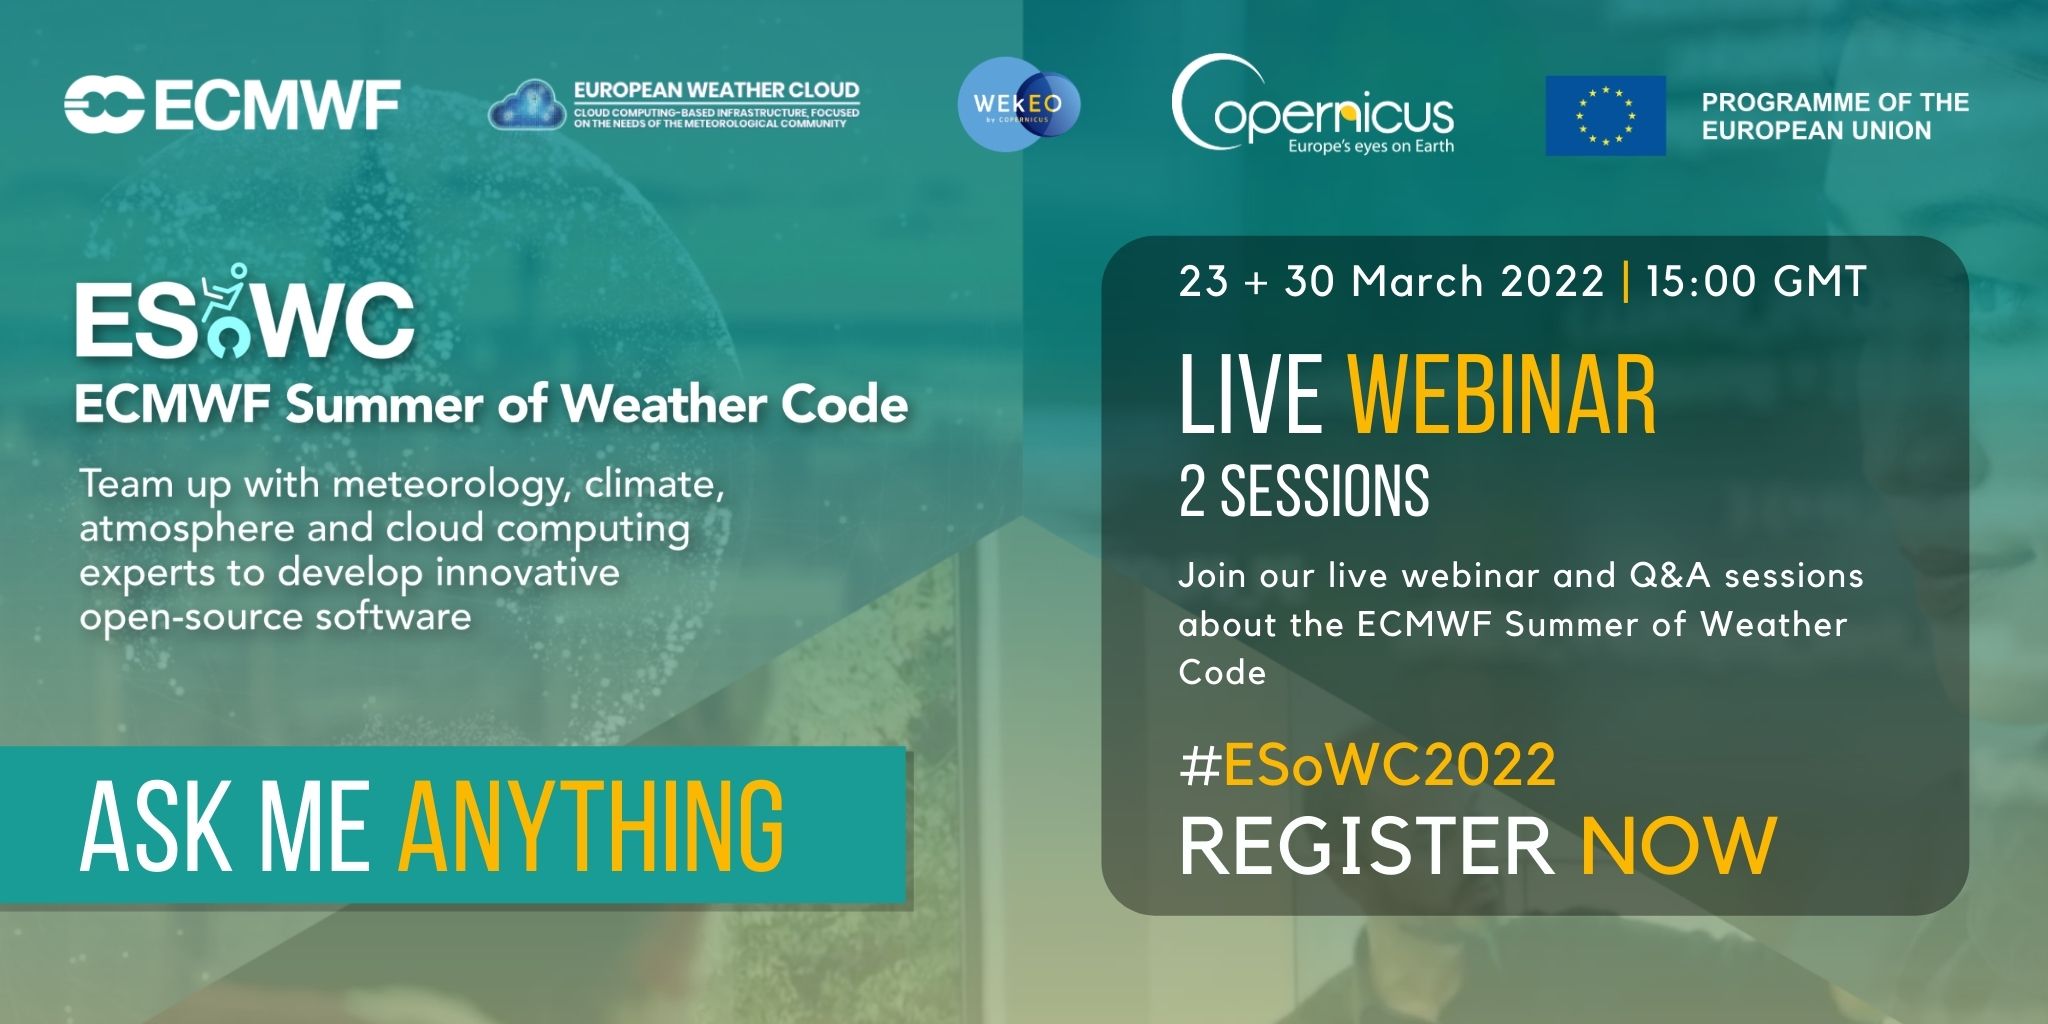 ECMWF
EUROPEAN WEATHER CLOUD
CLOUD COMPUTING-BASED INFRASTRUCTURE, FOCUSED
ON THE NEEDS OF THE METEOROLOGICAL COMMUNITY
WEkEO
by COPERNICUS
Copernicus
Europe's eyes on Earth
PROGRAMME OF THE
EUROPEAN UNION
ESoWC
ECMWF Summer of Weather Code
Team up with meteorology, climate,
atmosphere and cloud computing
experts to develop innovative
open-source software
ASK ME ANYTHING
23 + 30 March 2022 | 15:00 GMT
LIVE WEBINAR
2 SESSIONS
Join our live webinar and Q&A sessions
about the ECMWF Summer of Weather
Code
#ESoWC2022
REGISTER NOW